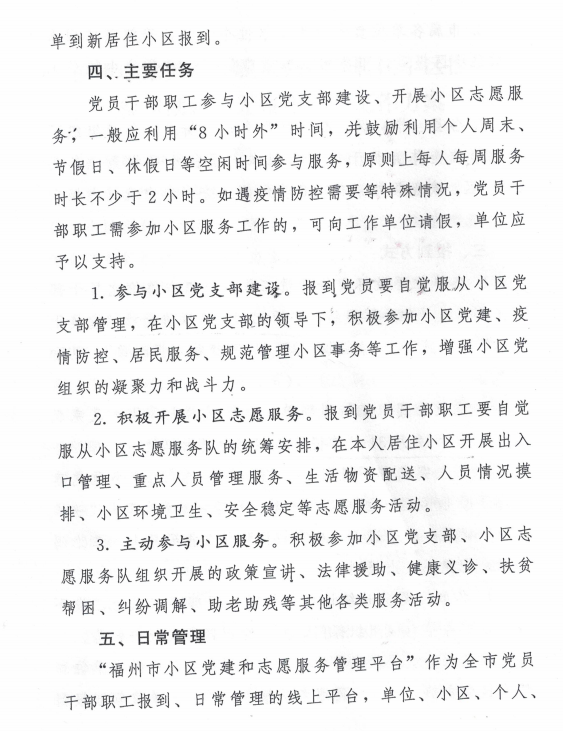 单到新居住小区报到。
四、主要任务
党员干部职工参与小区党支部建设、开展小区志愿服
务，一般应利用“8小时外”时间，并鼓励利用个人周末、
节假日、休假日等空闲时间参与服务，原则上每人每周服务
时长不少于2小时。如遇疫情防控需要等特殊情况，党员干
部职工需参加小区服务工作的，可向工作单位请假，单位应
予以支持。
1. 参与小区党支部建设。报到党员要自觉服从小区党
支部管理，在小区党支部的领导下，积极参加小区党建、疫
情防控、居民服务、规范管理小区事务等工作，增强小区党
组织的凝聚力和战斗力。
2. 积极开展小区志愿服务。报到党员干部职工要自觉
服从小区志愿服务队的统筹安排，在本人居住小区开展出入
口管理、重点人员管理服务、生活物资配送、人员情况摸
排、小区环境卫生、安全稳定等志愿服务活动。
3. 主动参与小区服务。积极参加小区党支部、小区志
愿服务队组织开展的政策宣讲、法律援助、健康义诊、扶贫
帮困、纠纷调解、助老助残等其他各类服务活动。
五、日常管理
“福州市小区党建和志愿服务管理平台”作为全市党员
干部职工报到、日常管理的线上平台，单位、小区、个人、